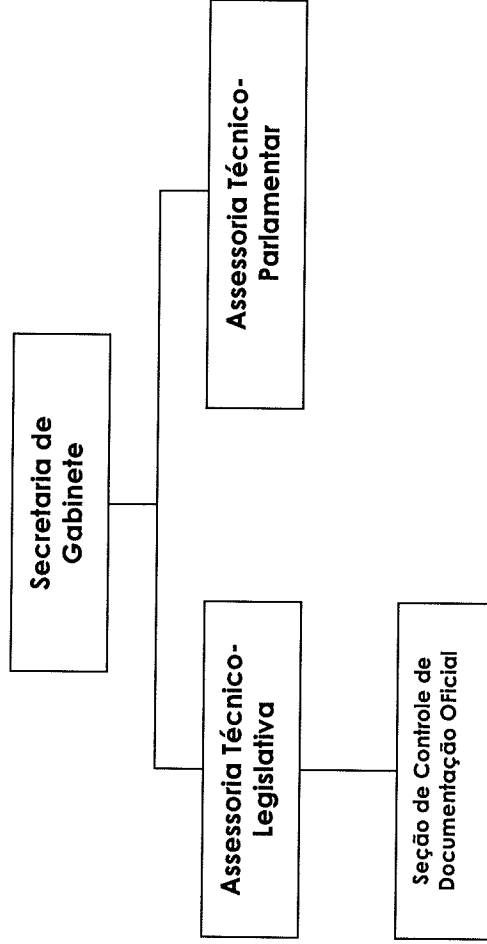 Secretaria de
Gabinete
Assessoria Técnico-
Legislativa
Assessoria Técnico-
Parlamentar
Seção de Controle de
Documentação OFicial